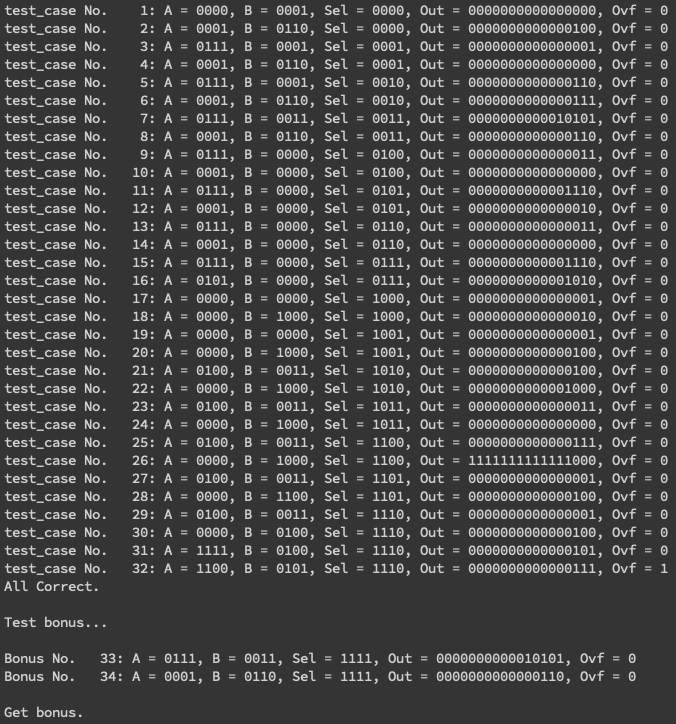 test_case No.    1: A = 0000, B = 0001, Sel = 0000, Out = 0000000000000000, Ovf = 0
test_case No.    2: A = 0001, B = 0110, Sel = 0000, Out = 0000000000000100, Ovf = 0
test_case No.    3: A = 0111, B = 0001, Sel = 0001, Out = 0000000000000001, Ovf = 0
test_case No.    4: A = 0001, B = 0110, Sel = 0001, Out = 0000000000000000, Ovf = 0
test_case No.    5: A = 0111, B = 0001, Sel = 0010, Out = 0000000000000110, Ovf = 0
test_case No.    6: A = 0001, B = 0110, Sel = 0010, Out = 0000000000000111, Ovf = 0
test_case No.    7: A = 0111, B = 0011, Sel = 0011, Out = 0000000000010101, Ovf = 0
test_case No.    8: A = 0001, B = 0110, Sel = 0011, Out = 0000000000000110, Ovf = 0
test_case No.    9: A = 0111, B = 0000, Sel = 0100, Out = 0000000000000011, Ovf = 0
test_case No.   10: A = 0001, B = 0000, Sel = 0100, Out = 0000000000000000, Ovf = 0
test_case No.   11: A = 0111, B = 0000, Sel = 0101, Out = 0000000000001110, Ovf = 0
test_case No.   12: A = 0001, B = 0000, Sel = 0101, Out = 0000000000000010, Ovf = 0
test_case No.   13: A = 0111, B = 0000, Sel = 0110, Out = 0000000000000011, Ovf = 0
test_case No.   14: A = 0001, B = 0000, Sel = 0110, Out = 0000000000000000, Ovf = 0
test_case No.   15: A = 0111, B = 0000, Sel = 0111, Out = 0000000000001110, Ovf = 0
test_case No.   16: A = 0101, B = 0000, Sel = 0111, Out = 0000000000001010, Ovf = 0
test_case No.   17: A = 0000, B = 0000, Sel = 1000, Out = 0000000000000001, Ovf = 0
test_case No.   18: A = 0000, B = 1000, Sel = 1000, Out = 0000000000000010, Ovf = 0
test_case No.   19: A = 0000, B = 0000, Sel = 1001, Out = 0000000000000001, Ovf = 0
test_case No.   20: A = 0000, B = 1000, Sel = 1001, Out = 0000000000000100, Ovf = 0
test_case No.   21: A = 0100, B = 0011, Sel = 1010, Out = 0000000000000100, Ovf = 0
test_case No.   22: A = 0000, B = 1000, Sel = 1010, Out = 0000000000001000, Ovf = 0
test_case No.   23: A = 0100, B = 0011, Sel = 1011, Out = 0000000000000011, Ovf = 0
test_case No.   24: A = 0000, B = 1000, Sel = 1011, Out = 0000000000000000, Ovf = 0
test_case No.   25: A = 0100, B = 0011, Sel = 1100, Out = 0000000000000111, Ovf = 0
test_case No.   26: A = 0000, B = 1000, Sel = 1100, Out = 1111111111111000, Ovf = 0
test_case No.   27: A = 0100, B = 0011, Sel = 1101, Out = 0000000000000001, Ovf = 0
test_case No.   28: A = 0000, B = 1100, Sel = 1101, Out = 0000000000000100, Ovf = 0
test_case No.   29: A = 0100, B = 0011, Sel = 1110, Out = 0000000000000001, Ovf = 0
test_case No.   30: A = 0000, B = 0100, Sel = 1110, Out = 0000000000000100, Ovf = 0
test_case No.   31: A = 1111, B = 0100, Sel = 1110, Out = 0000000000000101, Ovf = 0
test_case No.   32: A = 1100, B = 0101, Sel = 1110, Out = 0000000000000111, Ovf = 1
All Correct.
Test bonus...
Bonus No.   33: A = 0111, B = 0011, Sel = 1111, Out = 0000000000010101, Ovf = 0
Bonus No.   34: A = 0001, B = 0110, Sel = 1111, Out = 0000000000000110, Ovf = 0
Get bonus.